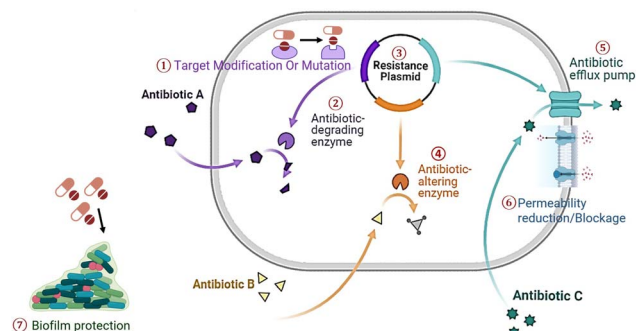 ① Target Modification Or Mutation
③
Resistance
Plasmid
⑤
Antibiotic
efflux pump
Antibiotic A
②
Antibiotic-
degrading
enzyme
④
Antibiotic-
altering
enzyme
⑥ Permeability
reduction/Blockage
Antibiotic B
Antibiotic C
⑦ Biofilm protection